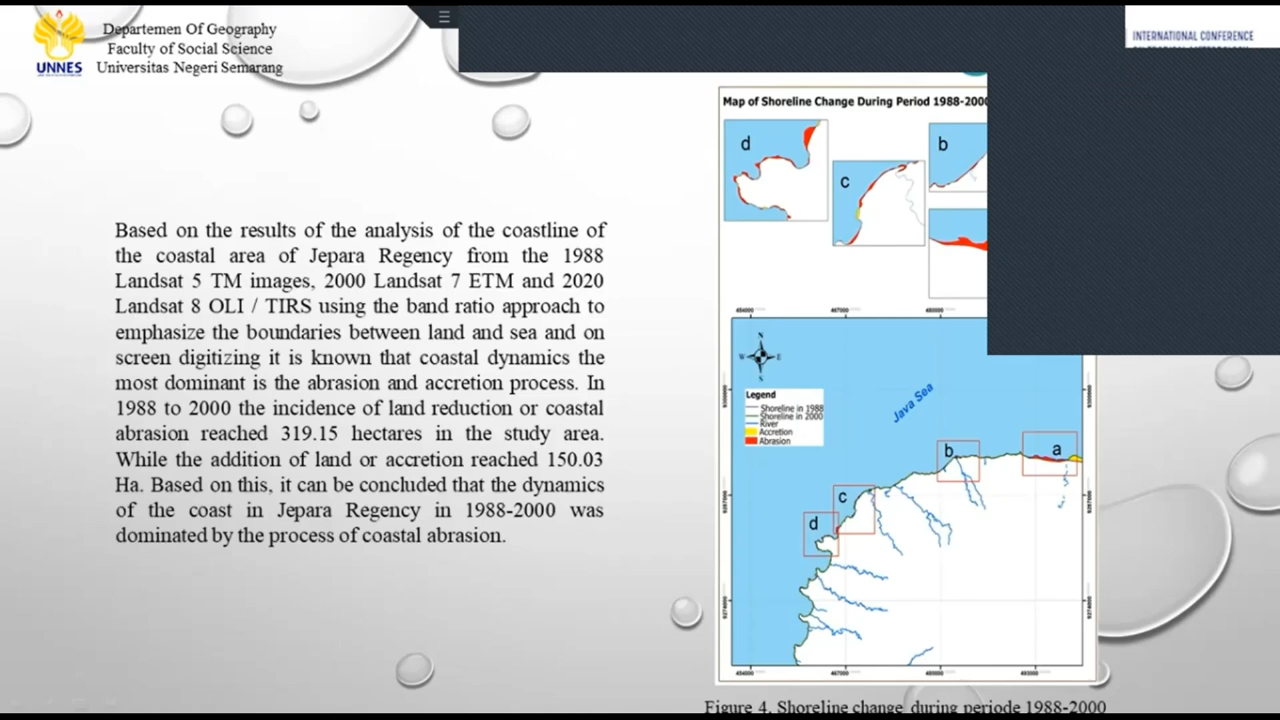 Departemen Of Geography
Faculty of Social Science
Universitas Negeri Semarang
UNNES
INTERNATIONAL CONFERENCE
Based on the results of the analysis of the coastline of
the coastal area of Jepara Regency from the 1988
Landsat 5 TM images, 2000 Landsat 7 ETM and 2020
Landsat 8 OLI / TIRS using the band ratio approach to
emphasize the boundaries between land and sea and on
screen digitizing it is known that coastal dynamics the
most dominant is the abrasion and accretion process. In
1988 to 2000 the incidence of land reduction or coastal
abrasion reached 319.15 hectares in the study area.
While the addition of land or accretion reached 150.03
Ha. Based on this, it can be concluded that the dynamics
of the coast in Jepara Regency in 1988-2000 was
dominated by the process of coastal abrasion.
Map of Shoreline Change During Period 1988-2000
d
c
b
N
W
E
S
Java Sea
Legend
Shoreline in 1988
Shoreline in 2000
River
Accretion
Abrasion
b
a
c
d
Figure 4. Shoreline change during periode 1988-2000